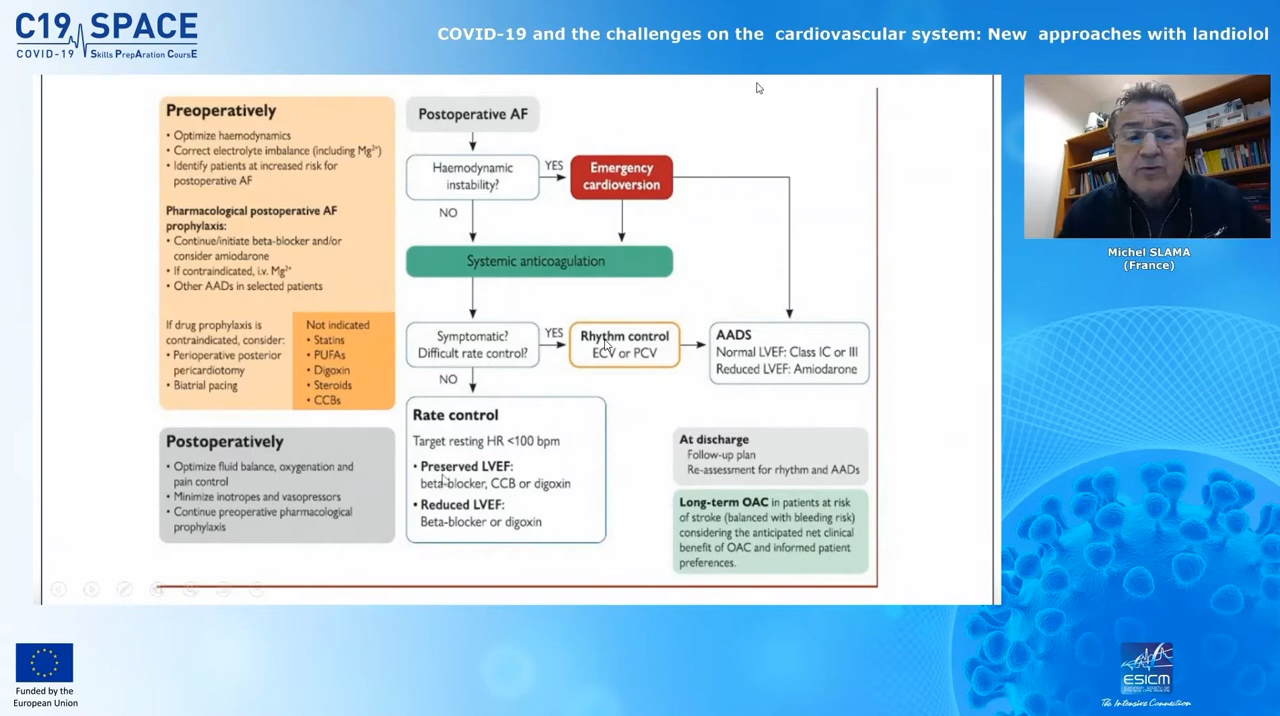 C19 SPACE
COVID-19 Skills PrepAration CoursE
COVID-19 and the challenges on the cardiovascular system: New approaches with landiolol
Preoperatively
• Optimize haemodynamics
• Correct electrolyte imbalance (including Mg²⁺)
• Identify patients at increased risk for
postoperative AF
Pharmacological postoperative AF
prophylaxis:
• Continue/initiate beta-blocker and/or
consider amiodarone
• If contraindicated, i.v. Mg²⁺
• Other AADs in selected patients
If drug prophylaxis is
contraindicated, consider:
• Perioperative posterior
pericardiotomy
• Biatrial pacing
Not indicated
• Statins
• PUFAs
• Digoxin
• Steroids
• CCBs
Postoperatively
• Optimize fluid balance, oxygenation and
pain control
• Minimize inotropes and vasopressors
• Continue preoperative pharmacological
prophylaxis
Postoperative AF
Haemodynamic
instability?
YES
Emergency
cardioversion
NO
Systemic anticoagulation
Symptomatic?
Difficult rate control?
YES
Rhythm control
ECV or PCV
AADS
Normal LVEF: Class IC or III
Reduced LVEF: Amiodarone
NO
Rate control
Target resting HR <100 bpm
• Preserved LVEF:
beta-blocker, CCB or digoxin
• Reduced LVEF:
Beta-blocker or digoxin
At discharge
Follow-up plan
Re-assessment for rhythm and AADs
Long-term OAC in patients at risk
of stroke (balanced with bleeding risk)
considering the anticipated net clinical
benefit of OAC and informed patient
preferences.
Michel SLAMA
(France)
Funded by the
European Union
ESICM
The Intensive Connection